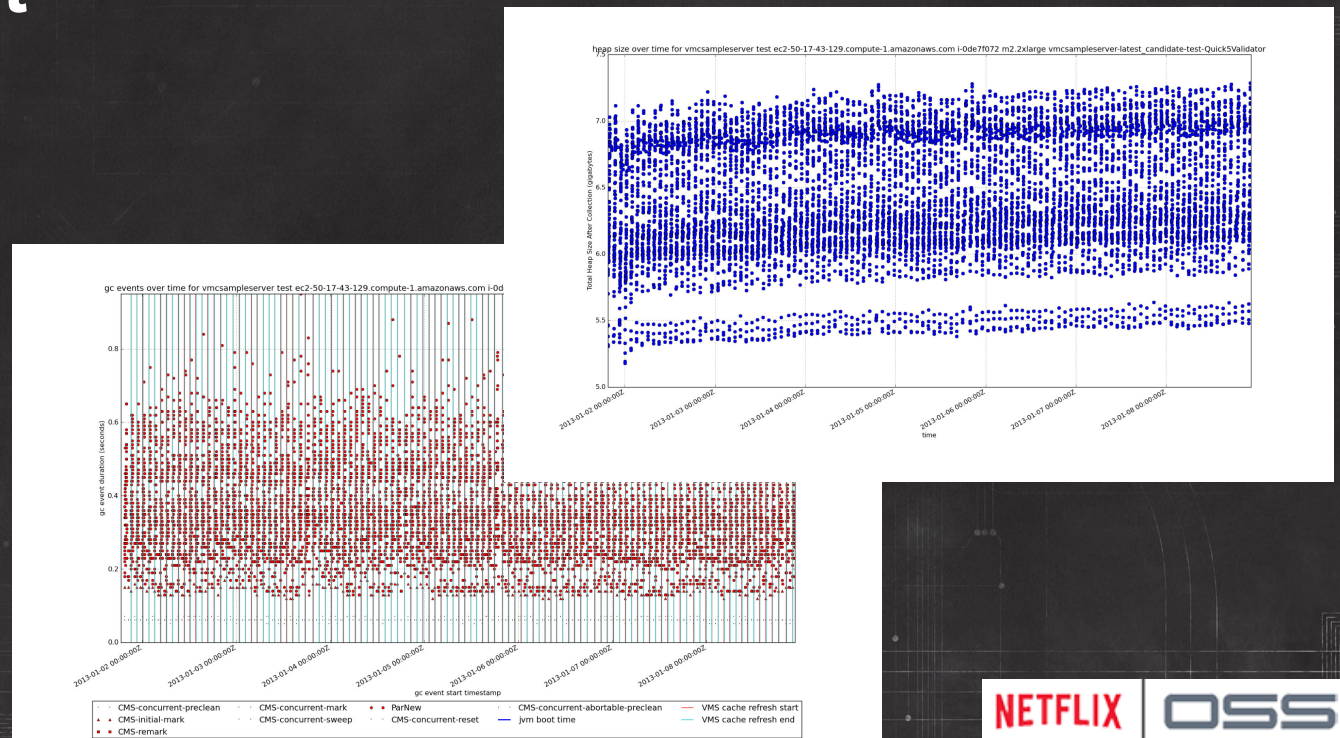 t
heap size over time for vmcsampleserver test ec2-50-17-43-129.compute-1.amazonaws.com i-0de7f072 m2.2xlarge vmcsampleserver-latest_candidate-test-Quick5Validator
7.5
7.0
6.5
6.0
5.5
5.0
Total Heap Size After Collection (gigabytes)
2013-01-02 00:00:00Z
2013-01-03 00:00:00Z
2013-01-04 00:00:00Z
2013-01-05 00:00:00Z
2013-01-06 00:00:00Z
2013-01-07 00:00:00Z
2013-01-08 00:00:00Z
time
gc events over time for vmcsampleserver test ec2-50-17-43-129.compute-1.amazonaws.com i-0d
0.8
0.6
0.4
0.2
0.0
gc event duration (seconds)
2013-01-02 00:00:00Z
2013-01-03 00:00:00Z
2013-01-04 00:00:00Z
2013-01-05 00:00:00Z
2013-01-06 00:00:00Z
2013-01-07 00:00:00Z
2013-01-08 00:00:00Z
gc event start timestamp
CMS-concurrent-preclean CMS-concurrent-mark ParNew CMS-concurrent-abortable-preclean VMS cache refresh start
CMS-initial-mark CMS-concurrent-sweep CMS-concurrent-reset jvm boot time VMS cache refresh end
CMS-remark
NETFLIX OSS